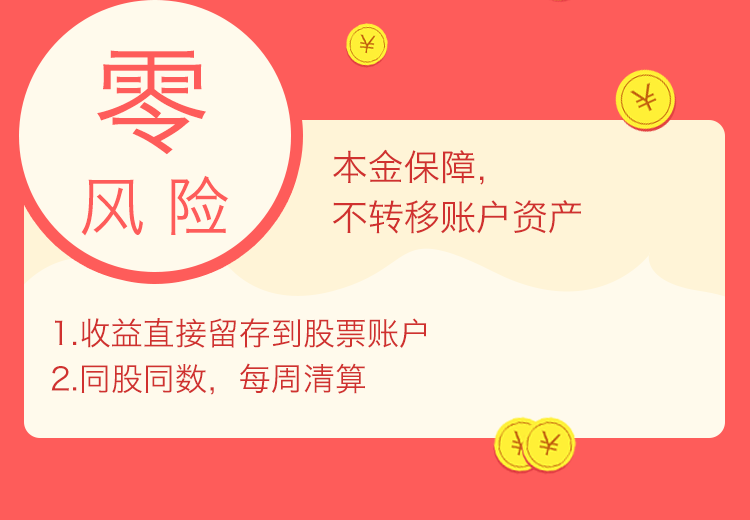 零
风险
本金保障，
不转移账户资产
1.收益直接留存到股票账户
2.同股同数，每周清算